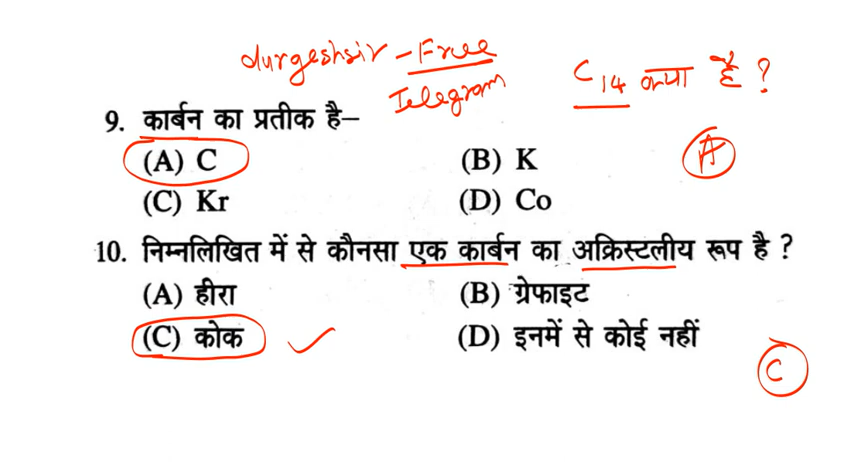 durgeshsir - Free
Telegram
C14 क्या है ?
9. कार्बन का प्रतीक है–
(A) C (B) K
A
(C) Kr (D) Co
10. निम्नलिखित में से कौनसा एक कार्बन का अक्रिस्टलीय रूप है ?
(A) हीरा (B) ग्रेफाइट
(C) कोक (D) इनमें से कोई नहीं
C